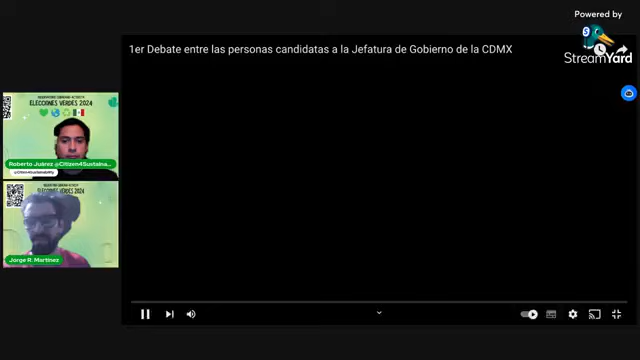 Powered by
StreamYard
1er Debate entre las personas candidatas a la Jefatura de Gobierno de la CDMX
ELECCIONES VERDES 2024
Roberto Juárez @Citizen4Sustaina...
@Citizen4Sustainability
ELECCIONES VERDES 2024
Jorge R. Martínez